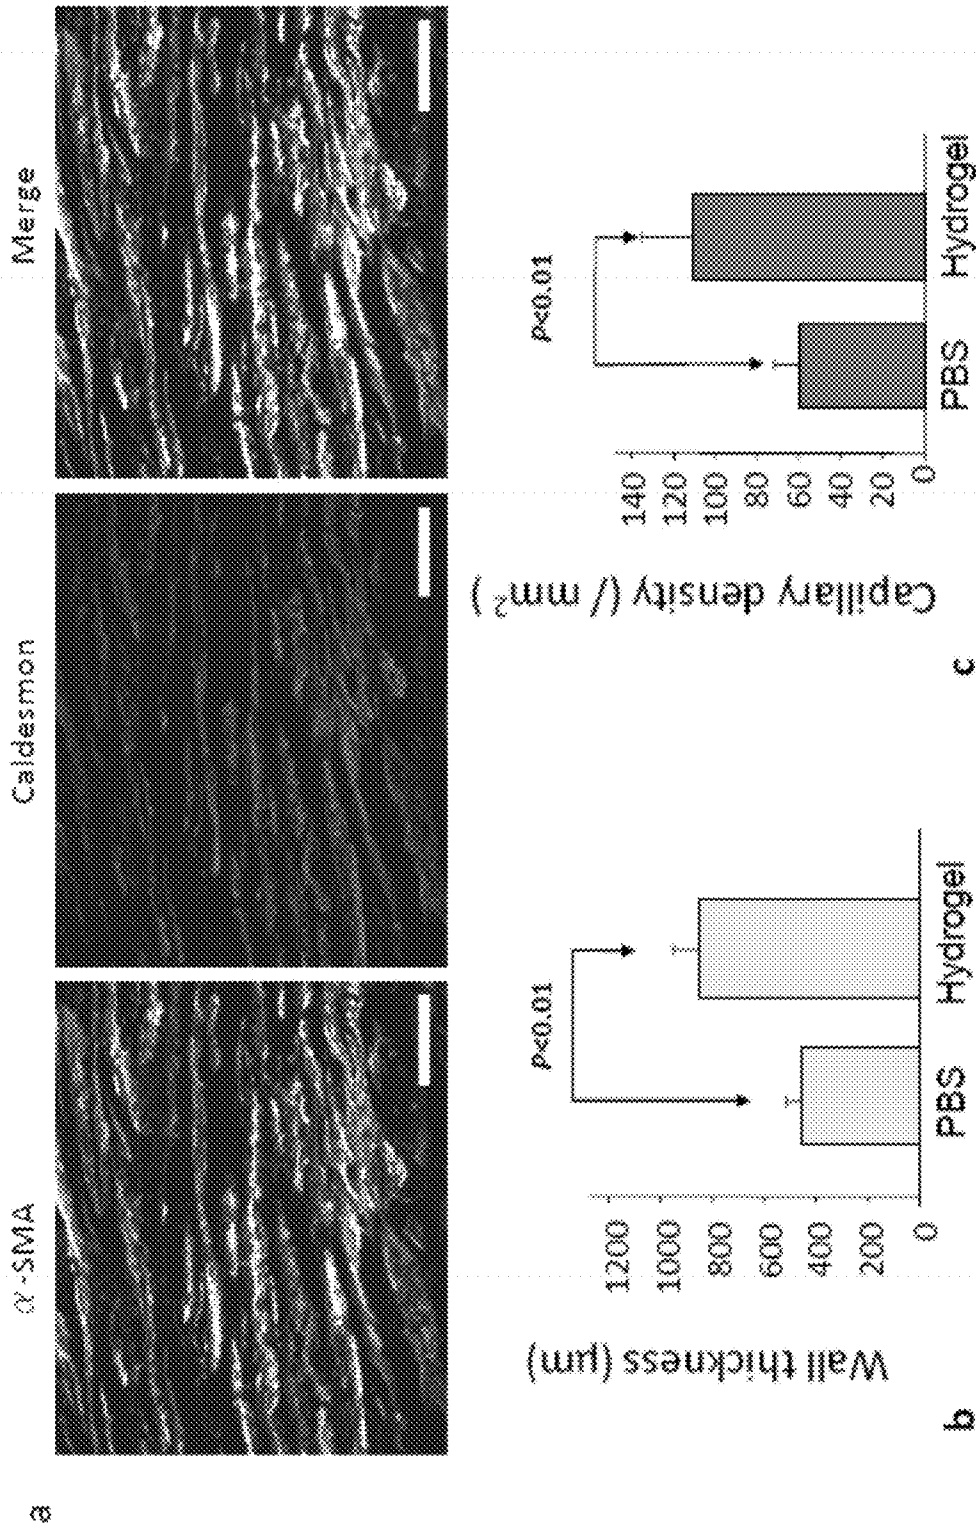 a
α-SMA
Caldesmon
Merge
b
Wall thickness (μm)
1200
1000
800
600
400
200
0
P<0.01
PBS
Hydrogel
c
Capillary density (/ mm²)
140
120
100
80
60
40
20
0
P<0.01
PBS
Hydrogel